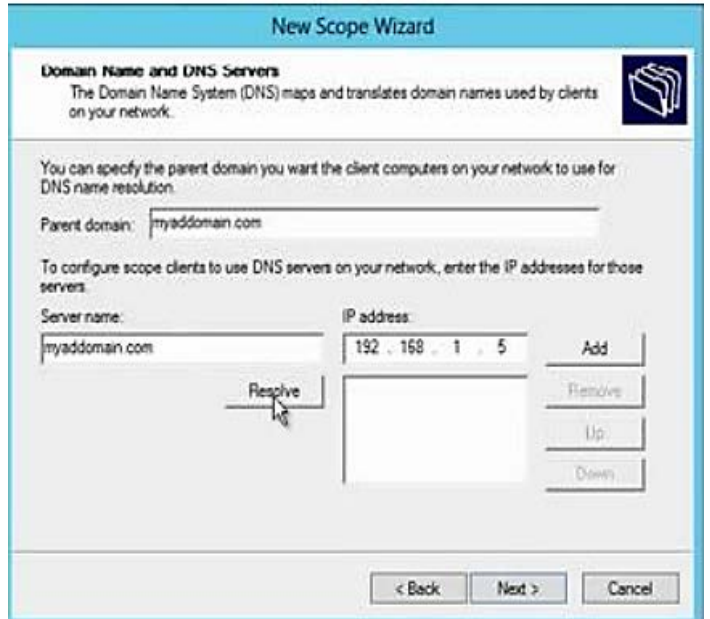 New Scope Wizard
Domain Name and DNS Servers
The Domain Name System (DNS) maps and translates domain names used by clients
on your network.
You can specify the parent domain you want the client computers on your network to use for
DNS name resolution.
Parent domain: myaddomain.com
To configure scope clients to use DNS servers on your network, enter the IP addresses for those
servers.
Server name: IP address:
myaddomain.com 192 . 168 . 1 . 5 Add
Resolve Remove
Up
Down
< Back Next > Cancel